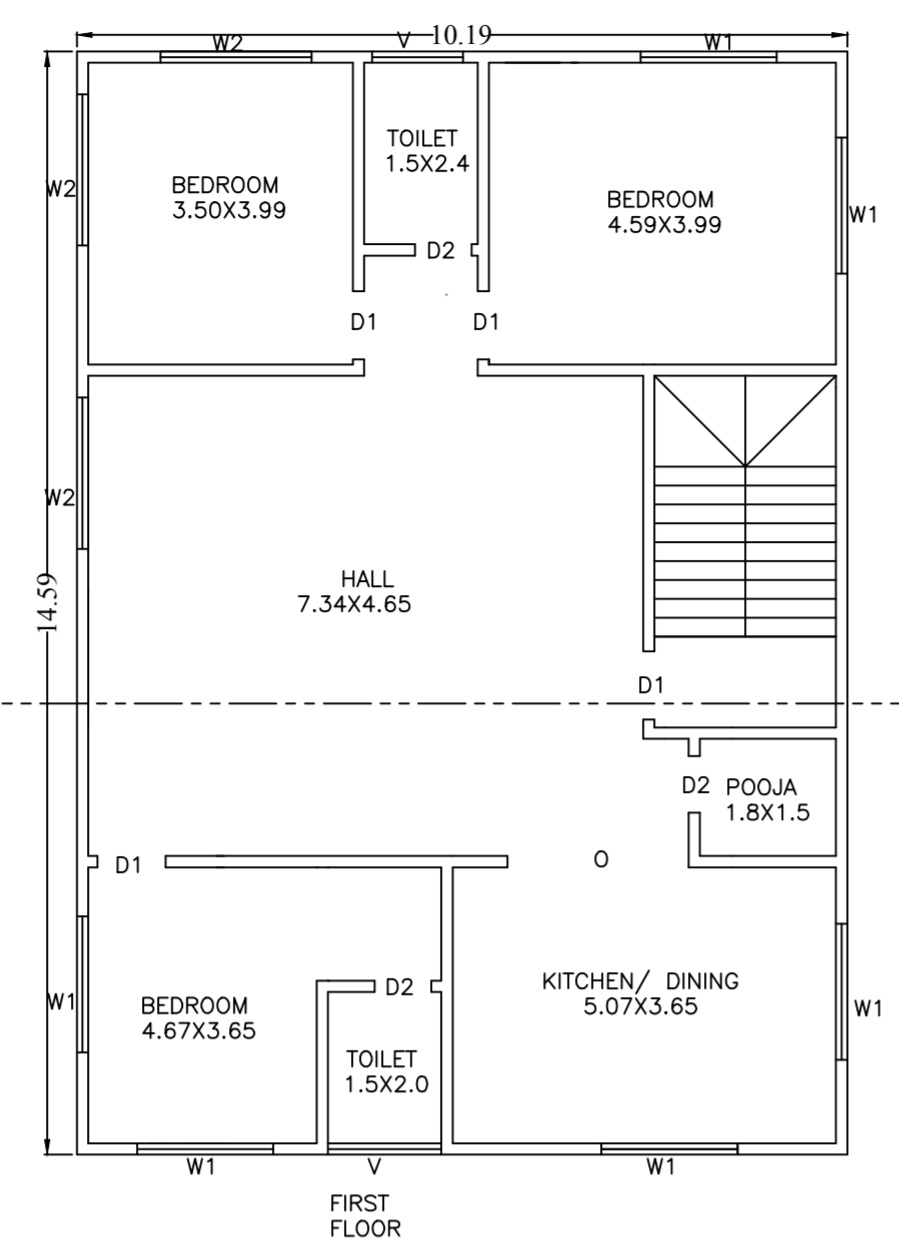 10.19
W2
V
W1
TOILET
1.5X2.4
BEDROOM
3.50X3.99
W2
BEDROOM
4.59X3.99
W1
D2
D1
D1
W2
HALL
7.34X4.65
14.59
D1
D2
POOJA
1.8X1.5
D1
O
KITCHEN/ DINING
5.07X3.65
D2
W1
BEDROOM
4.67X3.65
W1
TOILET
1.5X2.0
W1
V
W1
FIRST
FLOOR